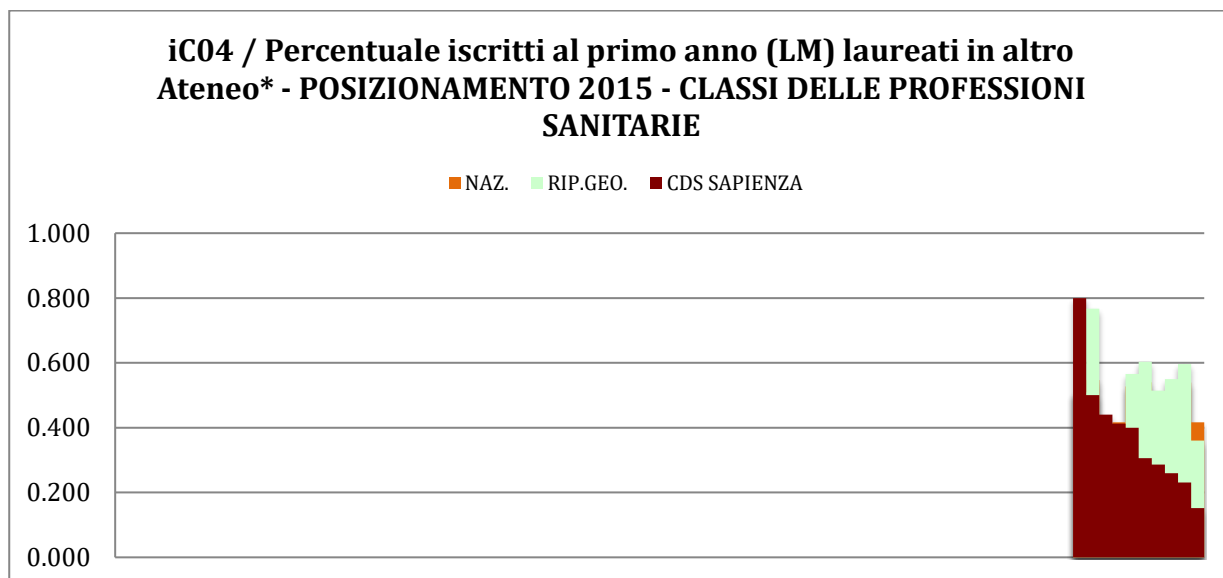 iC04 / Percentuale iscritti al primo anno (LM) laureati in altro
Ateneo* - POSIZIONAMENTO 2015 - CLASSI DELLE PROFESSIONI
SANITARIE
NAZ. RIP.GEO. CDS SAPIENZA
1.000
0.800
0.600
0.400
0.200
0.000